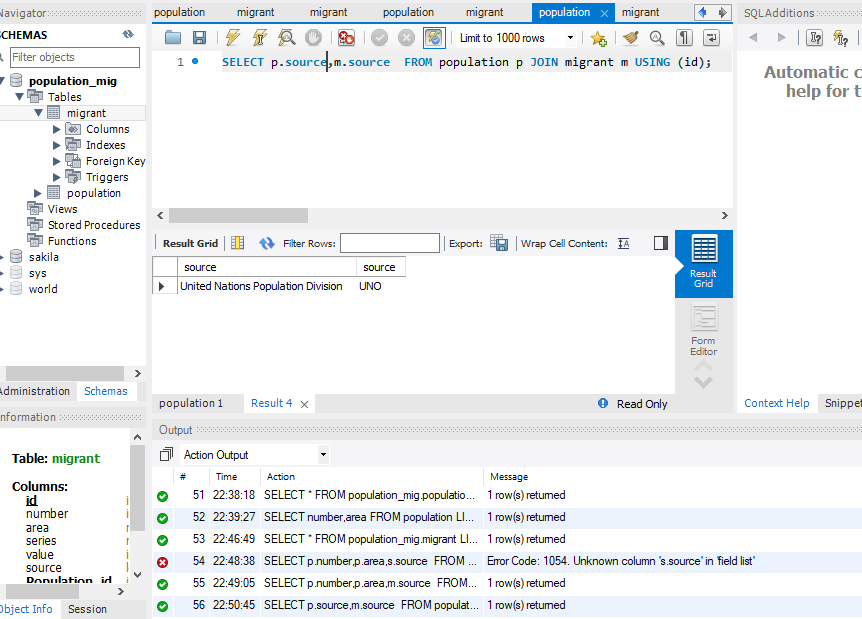 Navigator
SCHEMAS
Filter objects
population_mig
Tables
migrant
Columns
Indexes
Foreign Key
Triggers
population
Views
Stored Procedures
Functions
sakila
sys
world
Administration
Schemas
Information
Table: migrant
Columns:
id
number
area
series
value
source
Population_id
Object Info
Session
population
migrant
migrant
population
migrant
population
migrant
Limit to 1000 rows
1
SELECT p.source,m.source FROM population p JOIN migrant m USING (id);
Result Grid
Filter Rows:
Export:
Wrap Cell Content:
source source
United Nations Population Division UNO
Result
Grid
Form
Editor
population 1
Result 4
Read Only
Output
Action Output
# Time Action Message
51 22:38:18 SELECT * FROM population_mig.populatio... 1 row(s) returned
52 22:39:27 SELECT number,area FROM population LI... 1 row(s) returned
53 22:46:49 SELECT * FROM population_mig.migrant LI... 1 row(s) returned
54 22:48:38 SELECT p.number,p.area,s.source FROM ... Error Code: 1054. Unknown column 's.source' in 'field list'
55 22:49:05 SELECT p.number,p.area,m.source FROM... 1 row(s) returned
56 22:50:45 SELECT p.source,m.source FROM populat... 1 row(s) returned
SQLAdditions
Automatic c
help for t
Context Help
Snippet